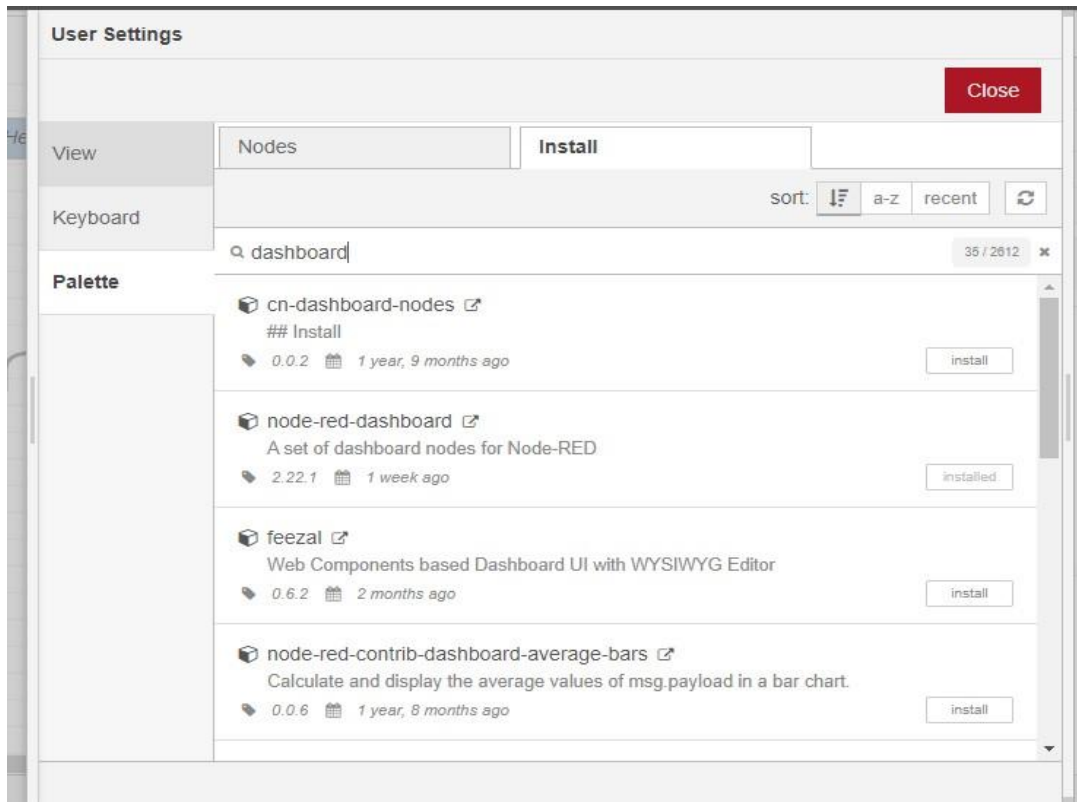 User Settings
Close
He
View
Nodes
Install
sort:
a-z
recent
Keyboard
dashboard
35 / 2612
Palette
cn-dashboard-nodes
## Install
0.0.2
1 year, 9 months ago
install
node-red-dashboard
A set of dashboard nodes for Node-RED
2.22.1
1 week ago
installed
feezal
Web Components based Dashboard UI with WYSIWYG Editor
0.6.2
2 months ago
install
node-red-contrib-dashboard-average-bars
Calculate and display the average values of msg.payload in a bar chart.
0.0.6
1 year, 8 months ago
install